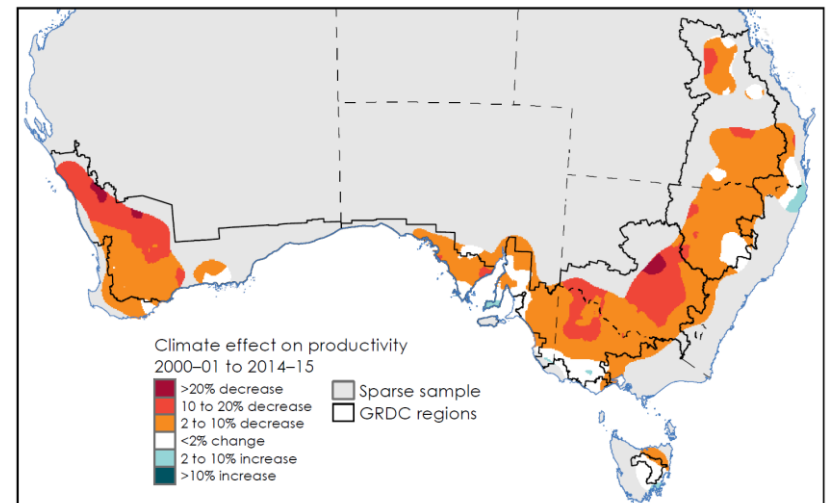 Climate effect on productivity
2000–01 to 2014–15
>20% decrease
10 to 20% decrease
2 to 10% decrease
<2% change
2 to 10% increase
>10% increase
Sparse sample
GRDC regions